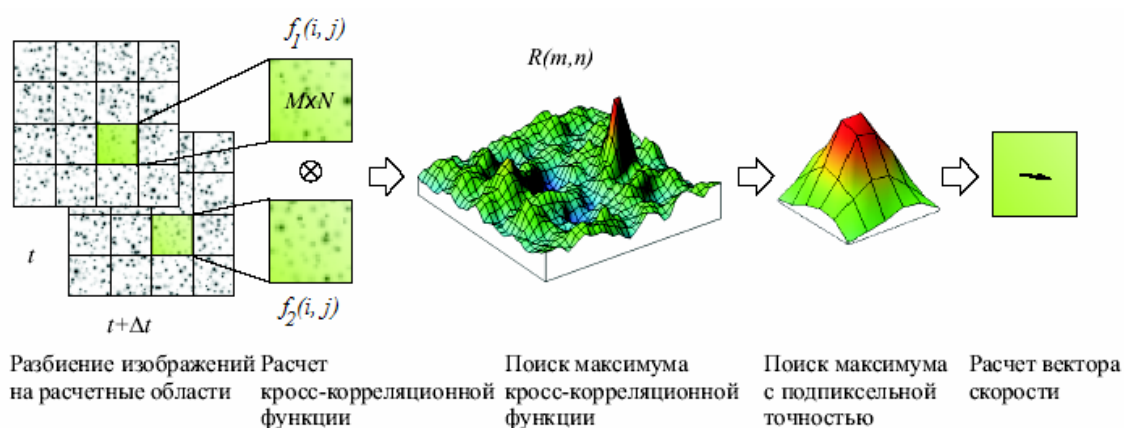 f₁(i, j)
R(m,n)
MxN
t
f₂(i, j)
t+Δt
Разбиение изображений
на расчетные области
Расчет
кросс-корреляционной
функции
Поиск максимума
кросс-корреляционной
функции
Поиск максимума
с подпиксельной
точностью
Расчет вектора
скорости